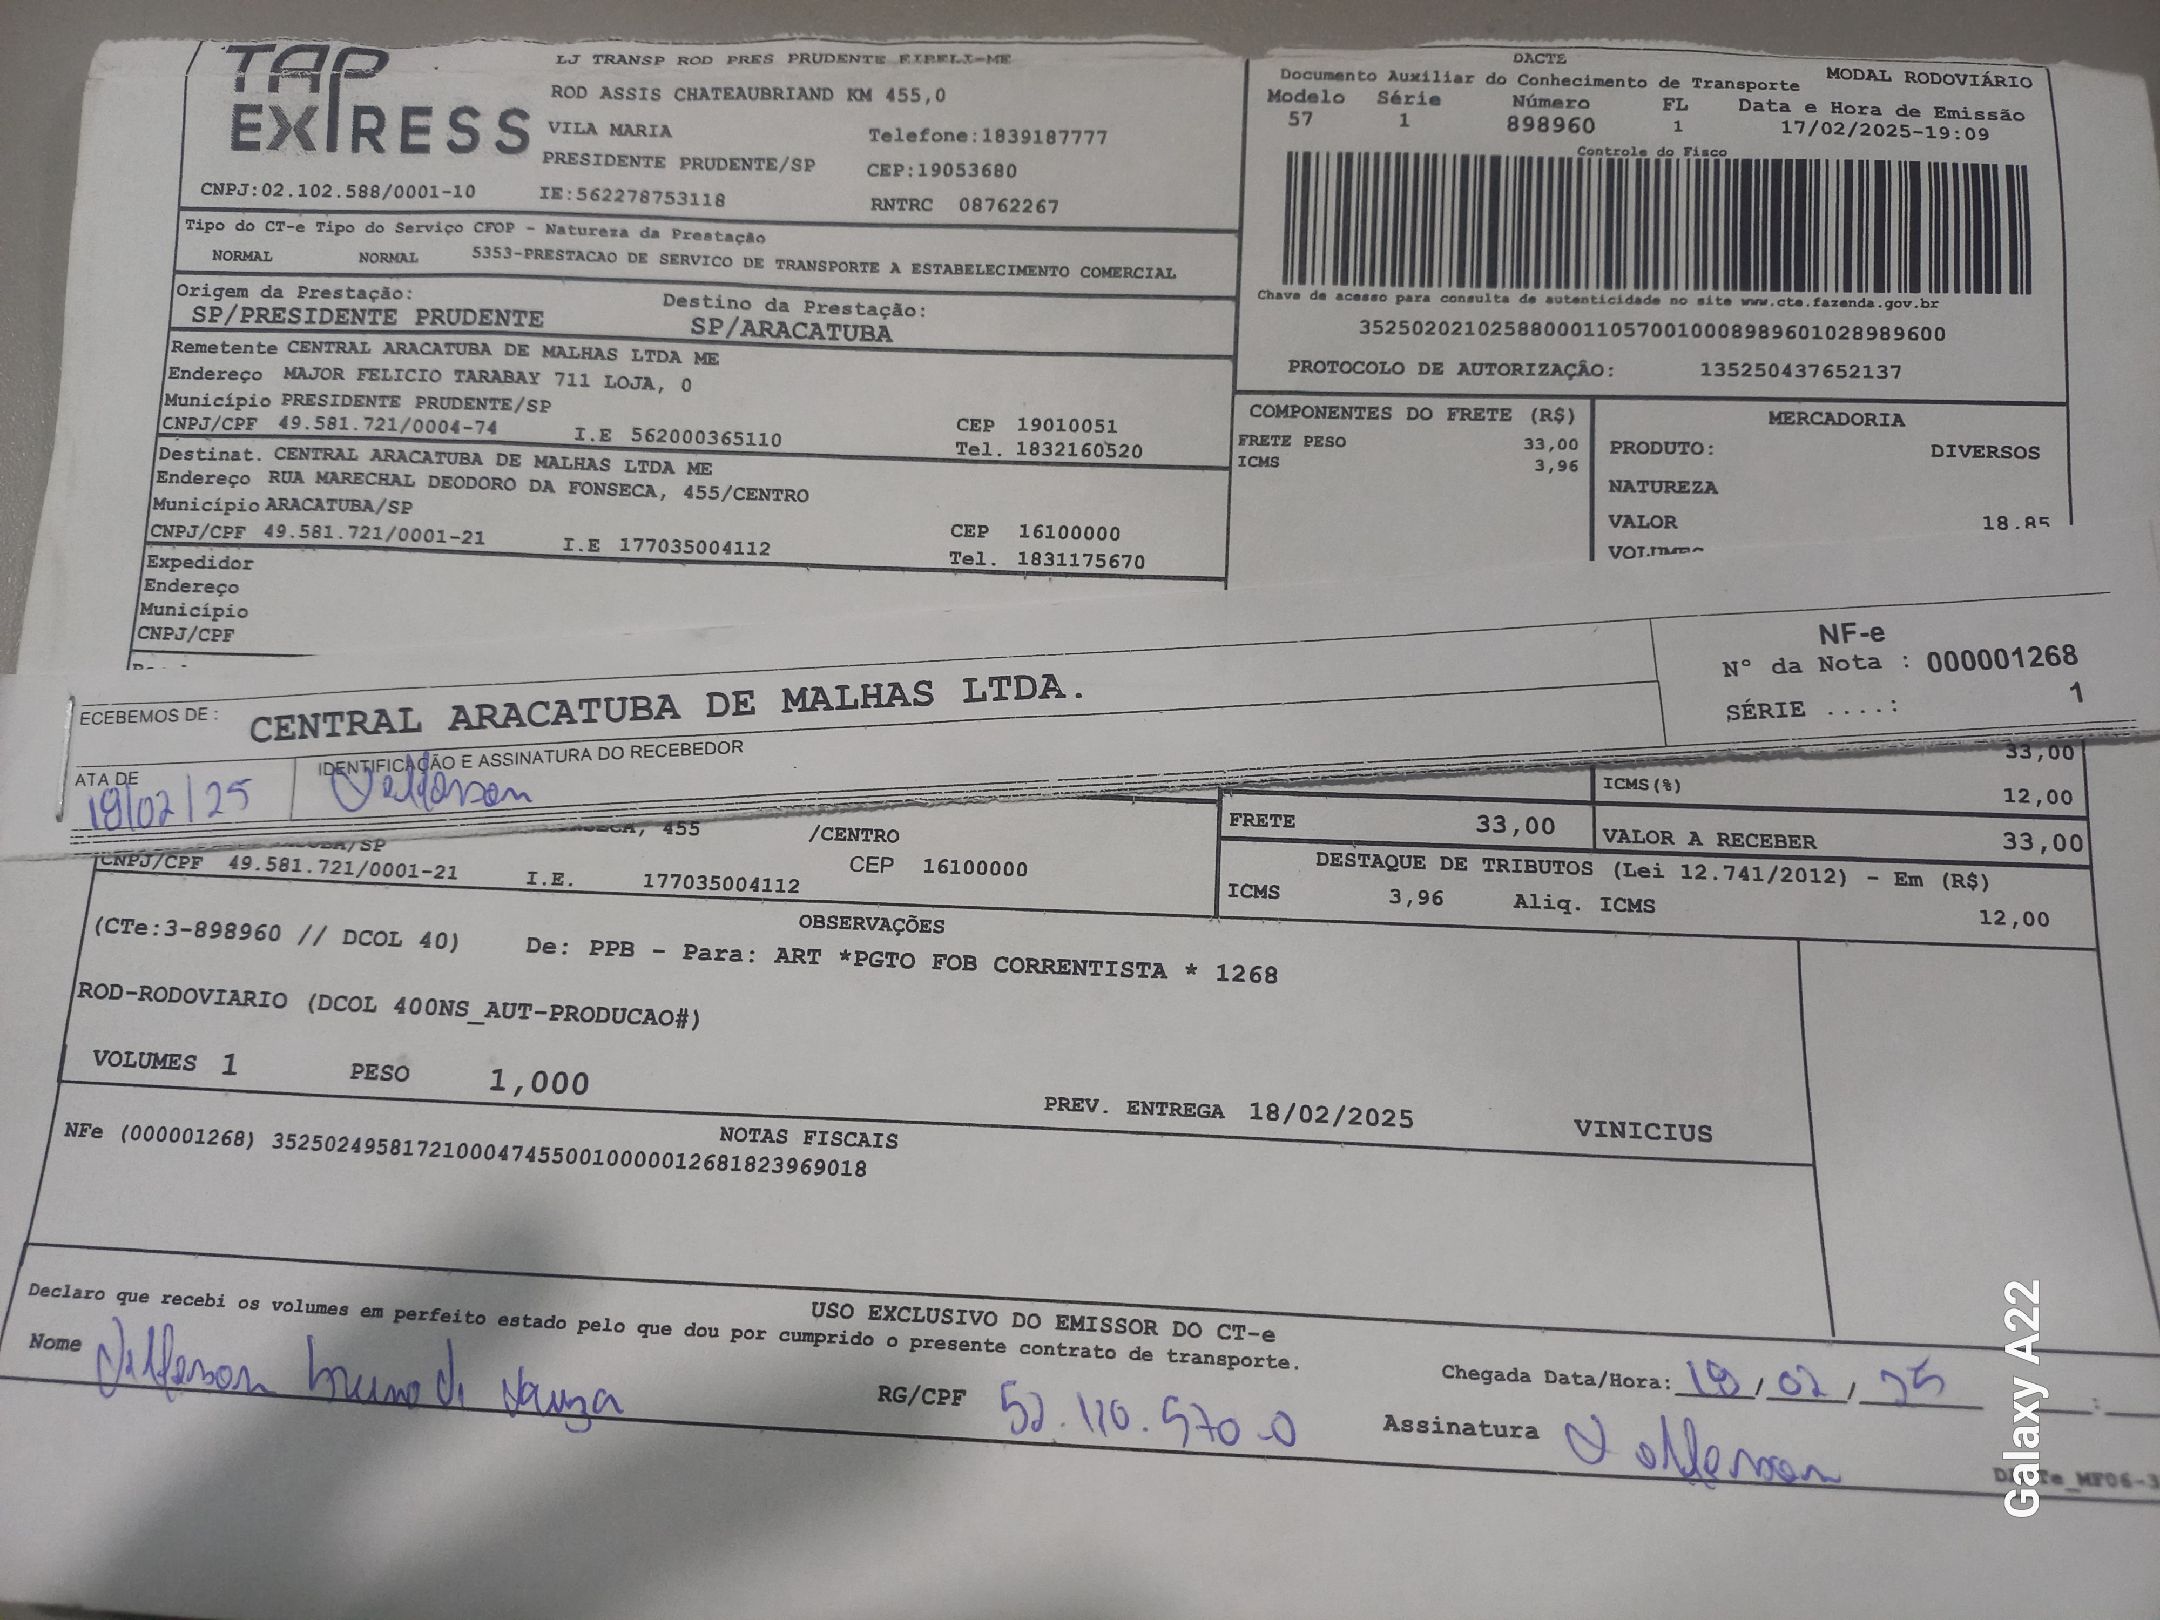 TAP EXPRESS
LJ TRANSP ROD PRES PRUDENTE EIRELI-ME
ROD ASSIS CHATEAUBRIAND KM 455,0
VILA MARIA Telefone:1839187777
PRESIDENTE PRUDENTE/SP CEP:19053680
CNPJ:02.102.588/0001-10 IE:562278753118 RNTRC 08762267
DACTE
Documento Auxiliar do Conhecimento de Transporte MODAL RODOVIÁRIO
Modelo Série Número FL Data e Hora de Emissão
57 1 898960 1 17/02/2025-19:09
Controle do Fisco
Chave de acesso para consulta de autenticidade no site www.cte.fazenda.gov.br
35250202102588000110570010008989601028989600
PROTOCOLO DE AUTORIZAÇÃO: 135250437652137
Tipo do CT-e Tipo do Serviço CFOP - Natureza da Prestação
NORMAL NORMAL 5353-PRESTACAO DE SERVICO DE TRANSPORTE A ESTABELECIMENTO COMERCIAL
Origem da Prestação: Destino da Prestação:
SP/PRESIDENTE PRUDENTE SP/ARACATUBA
Remetente CENTRAL ARACATUBA DE MALHAS LTDA ME
Endereço MAJOR FELICIO TARABAY 711 LOJA, 0
Município PRESIDENTE PRUDENTE/SP CEP 19010051
CNPJ/CPF 49.581.721/0004-74 I.E 562000365110 Tel. 1832160520
Destinat. CENTRAL ARACATUBA DE MALHAS LTDA ME
Endereço RUA MARECHAL DEODORO DA FONSECA, 455/CENTRO
Município ARACATUBA/SP CEP 16100000
CNPJ/CPF 49.581.721/0001-21 I.E 177035004112 Tel. 1831175670
Expedidor
Endereço
Município
CNPJ/CPF
COMPONENTES DO FRETE (R$)
FRETE PESO 33,00
ICMS 3,96
MERCADORIA
PRODUTO: DIVERSOS
NATUREZA
VALOR 18.85
ECEBEMOS DE : CENTRAL ARACATUBA DE MALHAS LTDA.
NF-e
N° da Nota : 000001268
SÉRIE ....: 1
ATA DE IDENTIFICAÇÃO E ASSINATURA DO RECEBEDOR
18/02/25
33,00
ICMS(%) 12,00
FRETE 33,00 VALOR A RECEBER 33,00
455 /CENTRO
CNPJ/CPF 49.581.721/0001-21 I.E. 177035004112 CEP 16100000
DESTAQUE DE TRIBUTOS (Lei 12.741/2012) - Em (R$)
ICMS 3,96 Aliq. ICMS 12,00
OBSERVAÇÕES
(CTe:3-898960 // DCOL 40) De: PPB - Para: ART *PGTO FOB CORRENTISTA * 1268
ROD-RODOVIARIO (DCOL 400NS_AUT-PRODUCAO#)
VOLUMES 1 PESO 1,000 PREV. ENTREGA 18/02/2025 VINICIUS
NOTAS FISCAIS
NFe (000001268) 35250249581721000474550010000012681823969018
USO EXCLUSIVO DO EMISSOR DO CT-e
Declaro que recebi os volumes em perfeito estado pelo que dou por cumprido o presente contrato de transporte.
Nome RG/CPF 52.110.570-0 Chegada Data/Hora:
Assinatura
Galaxy A22